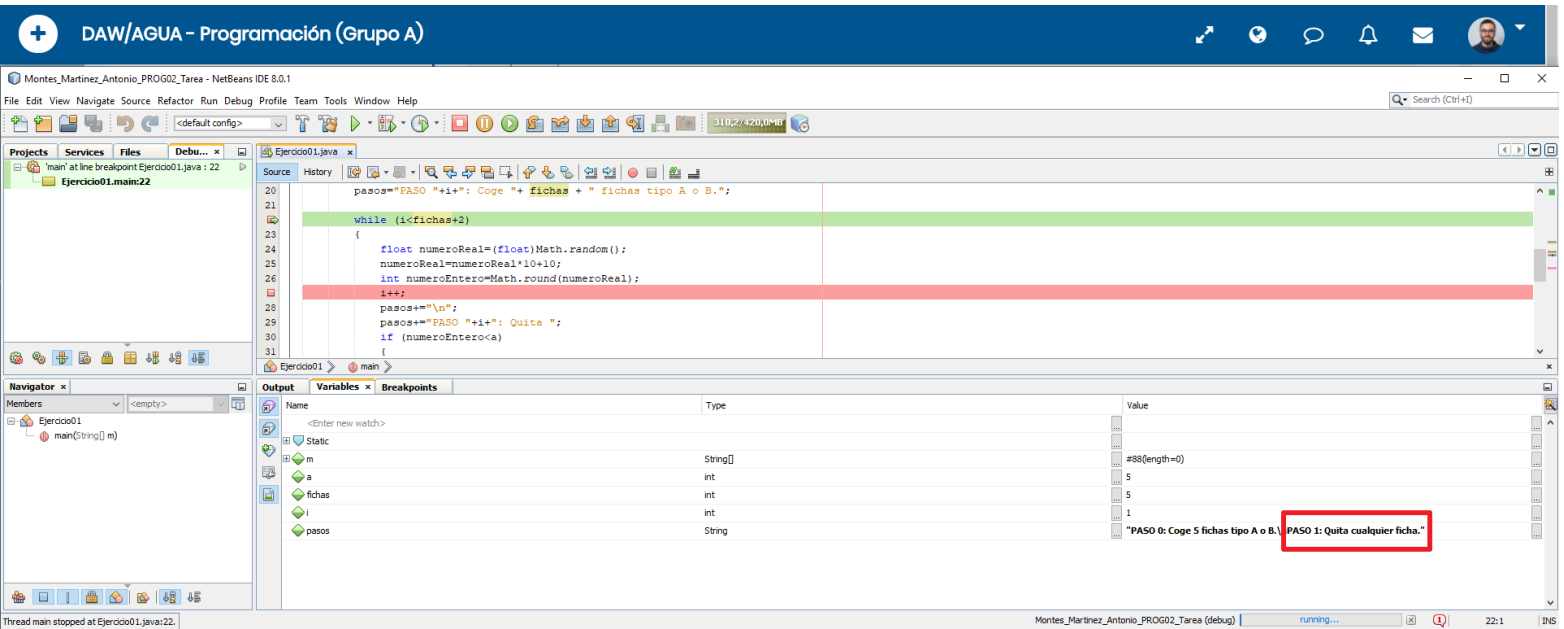 DAW/AGUA - Programación (Grupo A)
Montes_Martinez_Antonio_PROG02_Tarea - NetBeans IDE 8.0.1
File Edit View Navigate Source Refactor Run Debug Profile Team Tools Window Help
Search (Ctrl+I)
<default config>
310,2/420,0MB
Projects Services Files Debu... ×
Ejercicio01.java ×
'main' at line breakpoint Ejercicio01.java : 22
Ejercicio01.main:22
Source History
20 pasos="PASO "+i+": Coge "+ fichas + " fichas tipo A o B.";
21
while (i<fichas+2)
23 {
24 float numeroReal=(float)Math.random();
25 numeroReal=numeroReal*10+10;
26 int numeroEntero=Math.round(numeroReal);
i++;
28 pasos+="\n";
29 pasos+="PASO "+i+": Quita ";
30 if (numeroEntero<a)
31 {
Ejercicio01 main
Navigator ×
Members <empty>
Ejercicio01
main(String[] m)
Output Variables × Breakpoints
Name Type Value
<Enter new watch>
Static
m String[] #88(length=0)
a int 5
fichas int 5
i int 1
pasos String "PASO 0: Coge 5 fichas tipo A o B.\ PASO 1: Quita cualquier ficha."
Thread main stopped at Ejercicio01.java:22.
Montes_Martinez_Antonio_PROG02_Tarea (debug) running... 1 22:1 INS